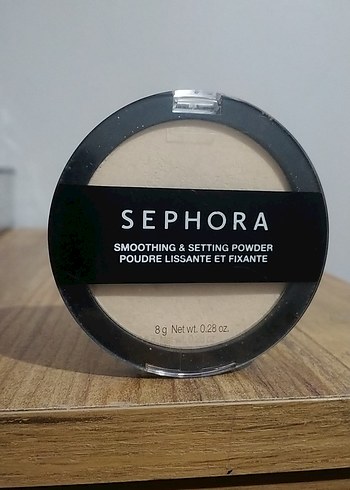 SEPHORA
SMOOTHING & SETTING POWDER
POUDRE LISSANTE ET FIXANTE
8 g Net wt. 0.28 oz.